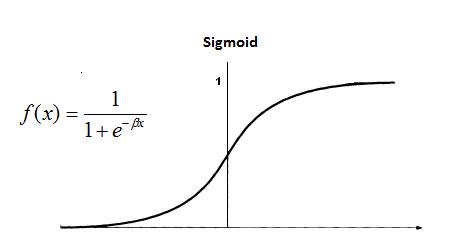 Sigmoid
1
f(x) = 1 / (1 + e^{-βx})